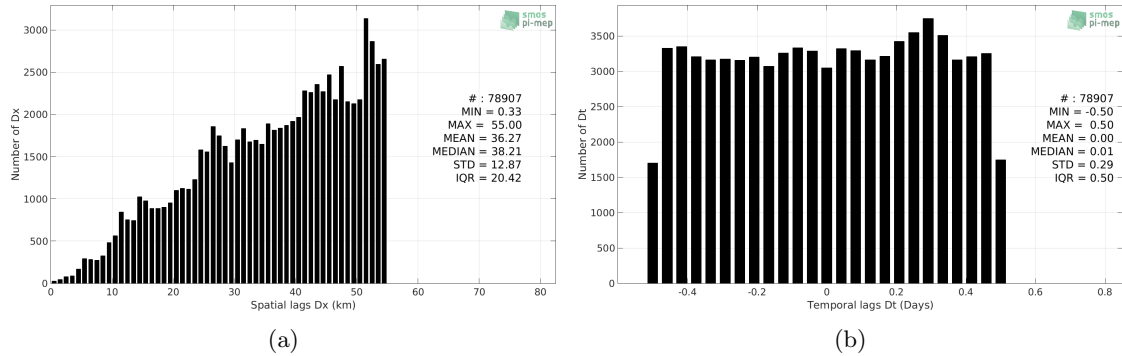 smos
pi-mep
3000
2500
2000
1500
1000
500
0
Number of Dx
# : 78907
MIN = 0.33
MAX = 55.00
MEAN = 36.27
MEDIAN = 38.21
STD = 12.87
IQR = 20.42
0 10 20 30 40 50 60 70 80
Spatial lags Dx (km)
(a)
smos
pi-mep
3500
3000
2500
2000
1500
1000
500
0
Number of Dt
# : 78907
MIN = -0.50
MAX = 0.50
MEAN = 0.00
MEDIAN = 0.01
STD = 0.29
IQR = 0.50
-0.4 -0.2 0 0.2 0.4 0.6 0.8
Temporal lags Dt (Days)
(b)